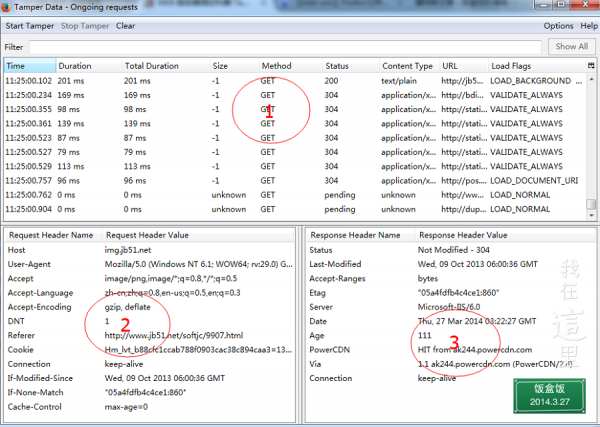 Tamper Data - Ongoing requests
Start Tamper Stop Tamper Clear Options Help
Filter Show All
Time Duration Total Duration Size Method Status Content Type URL Load Flags
11:25:00.102 201 ms 201 ms -1 GET 200 text/plain http://jb5... LOAD_BACKGROUND ...
11:25:00.234 169 ms 169 ms -1 GET 304 application/x... http://bdi... VALIDATE_ALWAYS
11:25:00.355 98 ms 98 ms -1 GET 304 application/x... http://stati... VALIDATE_ALWAYS
1
11:25:00.361 139 ms 139 ms -1 GET 304 application/x... http://stati... VALIDATE_ALWAYS
11:25:00.523 87 ms 87 ms -1 GET 304 application/x... http://stati... VALIDATE_ALWAYS
11:25:00.527 79 ms 79 ms -1 GET 304 application/x... http://stati... VALIDATE_ALWAYS
11:25:00.529 113 ms 113 ms -1 GET 304 application/x... http://stati... VALIDATE_ALWAYS
11:25:00.757 96 ms 96 ms -1 GET 304 application/x... http://pos... LOAD_DOCUMENT_URI
11:25:00.762 0 ms 0 ms unknown GET pending unknown http://ww... LOAD_NORMAL
11:25:00.904 0 ms 0 ms unknown GET pending unknown http://dup... LOAD_NORMAL
Request Header Name Request Header Value
Host img.jb51.net
User-Agent Mozilla/5.0 (Windows NT 6.1; WOW64; rv:29.0) G...
Accept image/png,image/*;q=0.8,*/*;q=0.5
Accept-Language zh-cn,zh;q=0.8,en-us;q=0.5,en;q=0.3
Accept-Encoding gzip, deflate
DNT 1
2
Referer http://www.jb51.net/softjc/9907.html
Cookie Hm_lvt_b88cfc1ccab788f0903cac38c894caa3=13...
Connection keep-alive
If-Modified-Since Wed, 09 Oct 2013 06:00:36 GMT
If-None-Match "05a4fdfb4c4ce1:860"
Cache-Control max-age=0
Response Header Name Response Header Value
Status Not Modified - 304
Last-Modified Wed, 09 Oct 2013 06:00:36 GMT
Accept-Ranges bytes
Etag "05a4fdfb4c4ce1:860"
Server Microsoft-IIS/6.0
Date Thu, 27 Mar 2014 03:22:27 GMT
Age 111
3
PowerCDN HIT from ak244.powercdn.com
Via 1.1 ak244.powercdn.com (PowerCDN/2.4)
Connection keep-alive
我在這里
饭盒饭
2014.3.27